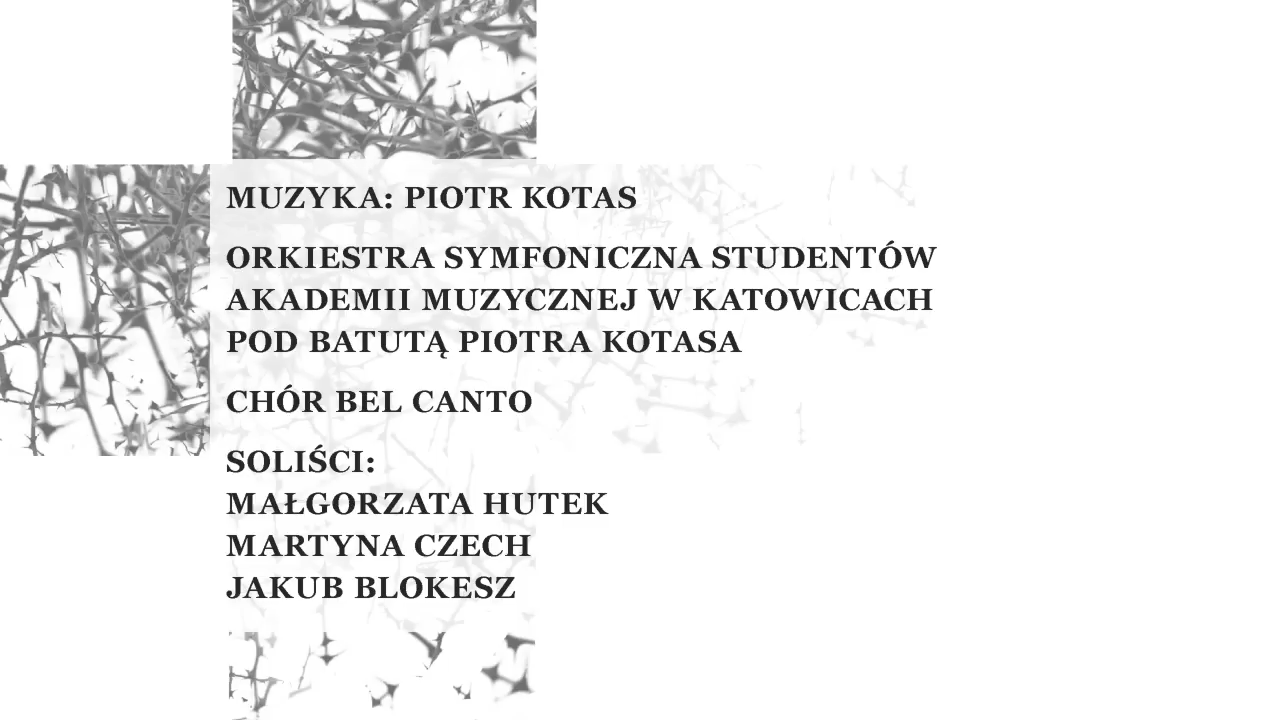 MUZYKA: PIOTR KOTAS
ORKIESTRA SYMFONICZNA STUDENTÓW
AKADEMII MUZYCZNEJ W KATOWICACH
POD BATUTĄ PIOTRA KOTASA
CHÓR BEL CANTO
SOLIŚCI:
MAŁGORZATA HUTEK
MARTYNA CZECH
JAKUB BLOKESZ